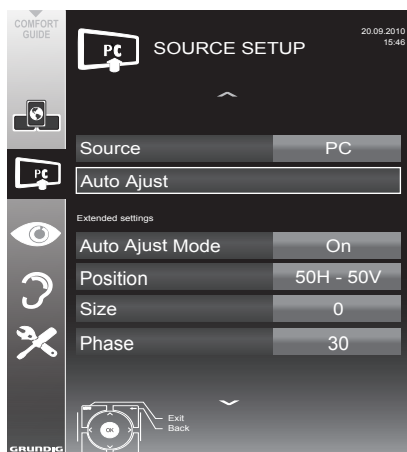 COMFORT
GUIDE
PC
SOURCE SETUP
20.09.2010
15:46
Source PC
PC
Auto Ajust
Extended settings
Auto Ajust Mode On
Position 50H - 50V
Size 0
Phase 30
Exit
OK
Back
GRUNDIG